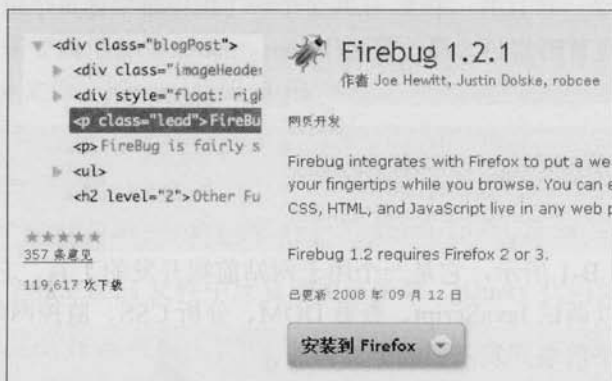 <div class="blogPost">
<div class="imageHeader
<div style="float: righ
<p class="lead">FireBu
<p>FireBug is fairly s
<ul>
<h2 level="2">Other Fu
357 条意见
119,617 次下载
Firebug 1.2.1
作者 Joe Hewitt, Justin Dolske, robcee
网页开发
Firebug integrates with Firefox to put a we
your fingertips while you browse. You can e
CSS, HTML, and JavaScript live in any web p
Firebug 1.2 requires Firefox 2 or 3.
已更新 2008 年 09 月 12 日
安装到 Firefox